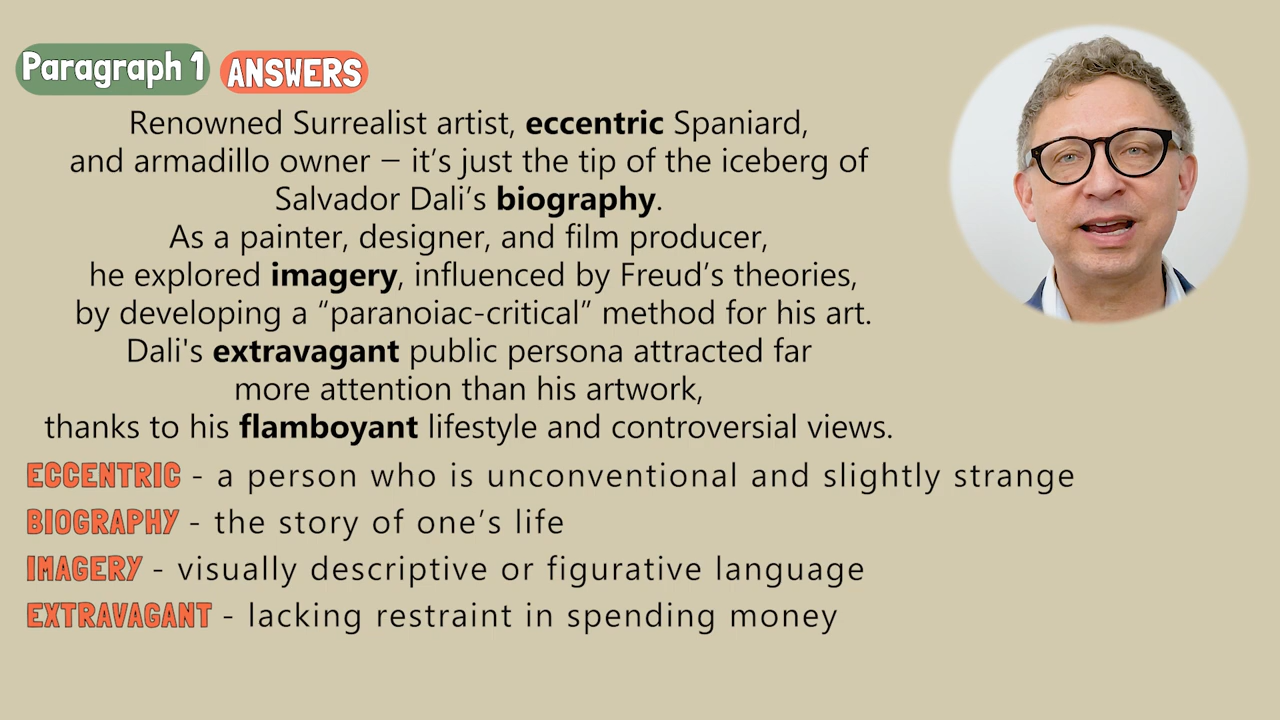 Paragraph 1 ANSWERS
Renowned Surrealist artist, eccentric Spaniard,
and armadillo owner – it’s just the tip of the iceberg of
Salvador Dali’s biography.
As a painter, designer, and film producer,
he explored imagery, influenced by Freud’s theories,
by developing a “paranoiac-critical” method for his art.
Dali's extravagant public persona attracted far
more attention than his artwork,
thanks to his flamboyant lifestyle and controversial views.
ECCENTRIC - a person who is unconventional and slightly strange
BIOGRAPHY - the story of one’s life
IMAGERY - visually descriptive or figurative language
EXTRAVAGANT - lacking restraint in spending money